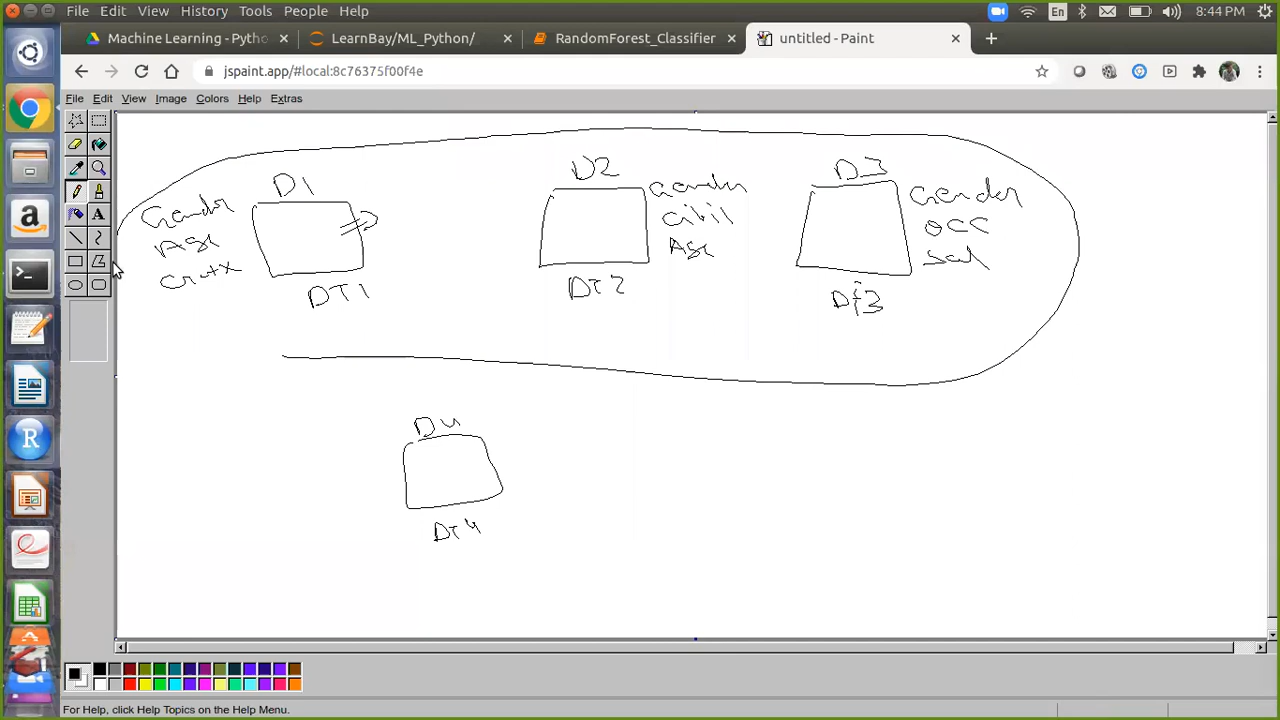 File Edit View History Tools People Help
En 8:44 PM
Machine Learning - Pytho
LearnBay/ML_Python/
RandomForest_Classifier
untitled - Paint
jspaint.app/#local:8c76375f00f4e
File Edit View Image Colors Help Extras
D1
Gender
Age
DT1
D2
Gender
cibil
Age
DT2
D3
Gender
occ
Sal
Dt3
D4
DT4
For Help, click Help Topics on the Help Menu.